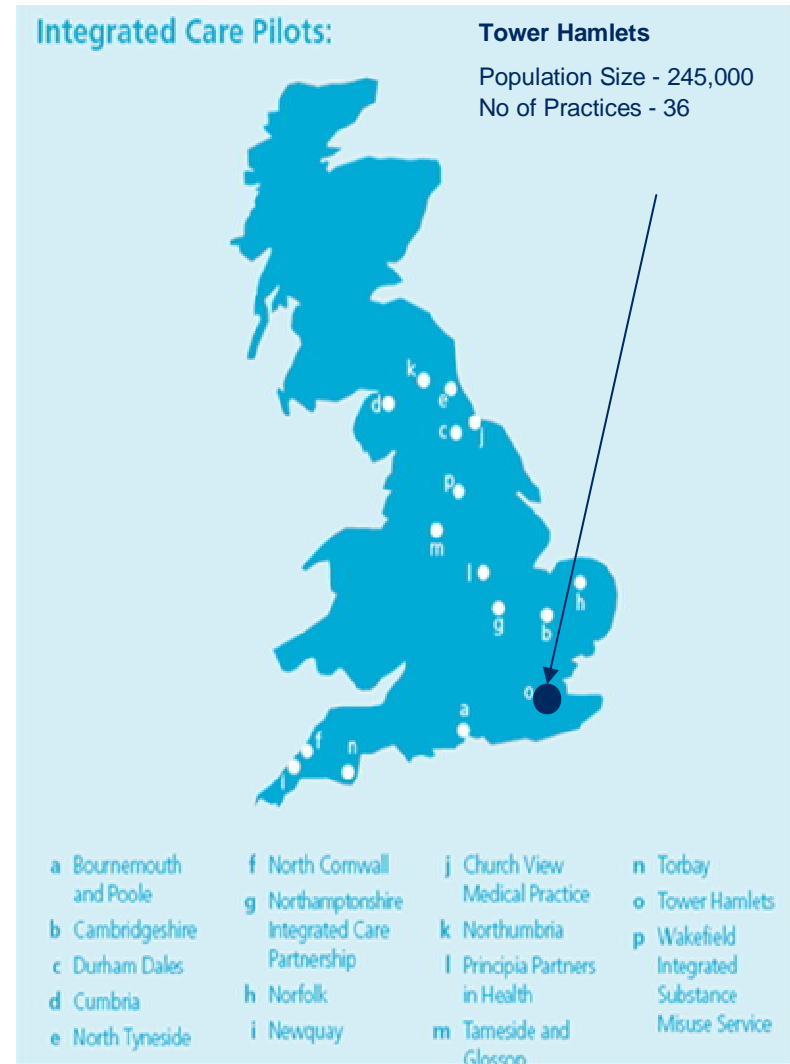 Integrated Care Pilots:
Tower Hamlets
Population Size - 245,000
No of Practices - 36
k
e
d
c
j
p
m
l
h
g
b
o
a
f
n
i
a Bournemouth
and Poole
b Cambridgeshire
c Durham Dales
d Cumbria
e North Tyneside
f North Cornwall
g Northamptonshire
Integrated Care
Partnership
h Norfolk
i Newquay
j Church View
Medical Practice
k Northumbria
l Principia Partners
in Health
m Tameside and
Glossop
n Torbay
o Tower Hamlets
p Wakefield
Integrated
Substance
Misuse Service